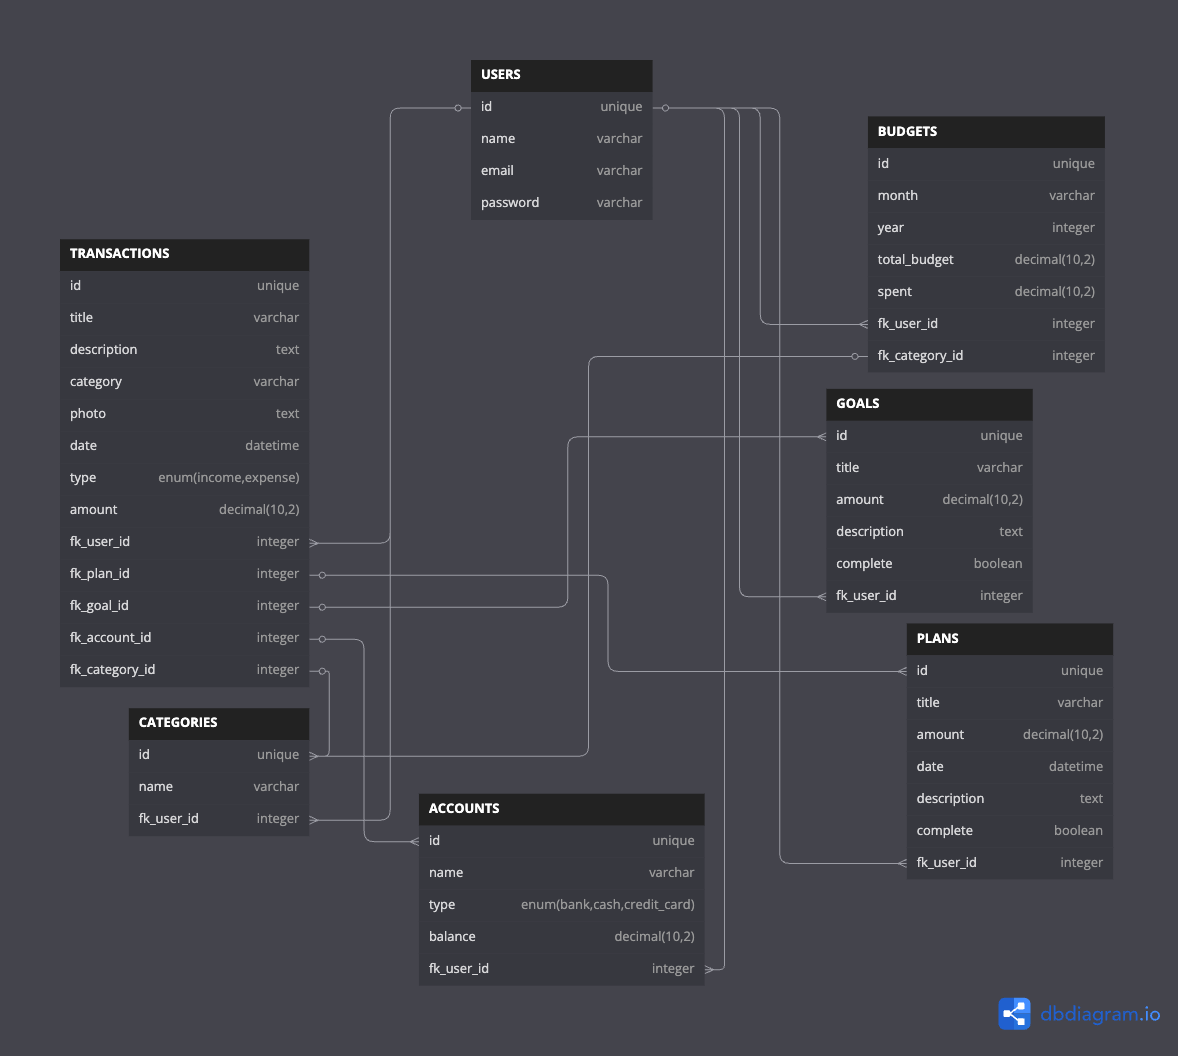 USERS
id unique
name varchar
email varchar
password varchar
BUDGETS
id unique
month varchar
year integer
total_budget decimal(10,2)
spent decimal(10,2)
fk_user_id integer
fk_category_id integer
TRANSACTIONS
id unique
title varchar
description text
category varchar
photo text
date datetime
type enum(income,expense)
amount decimal(10,2)
fk_user_id integer
fk_plan_id integer
fk_goal_id integer
fk_account_id integer
fk_category_id integer
GOALS
id unique
title varchar
amount decimal(10,2)
description text
complete boolean
fk_user_id integer
PLANS
id unique
title varchar
amount decimal(10,2)
date datetime
description text
complete boolean
fk_user_id integer
CATEGORIES
id unique
name varchar
fk_user_id integer
ACCOUNTS
id unique
name varchar
type enum(bank,cash,credit_card)
balance decimal(10,2)
fk_user_id integer
dbdiagram.io